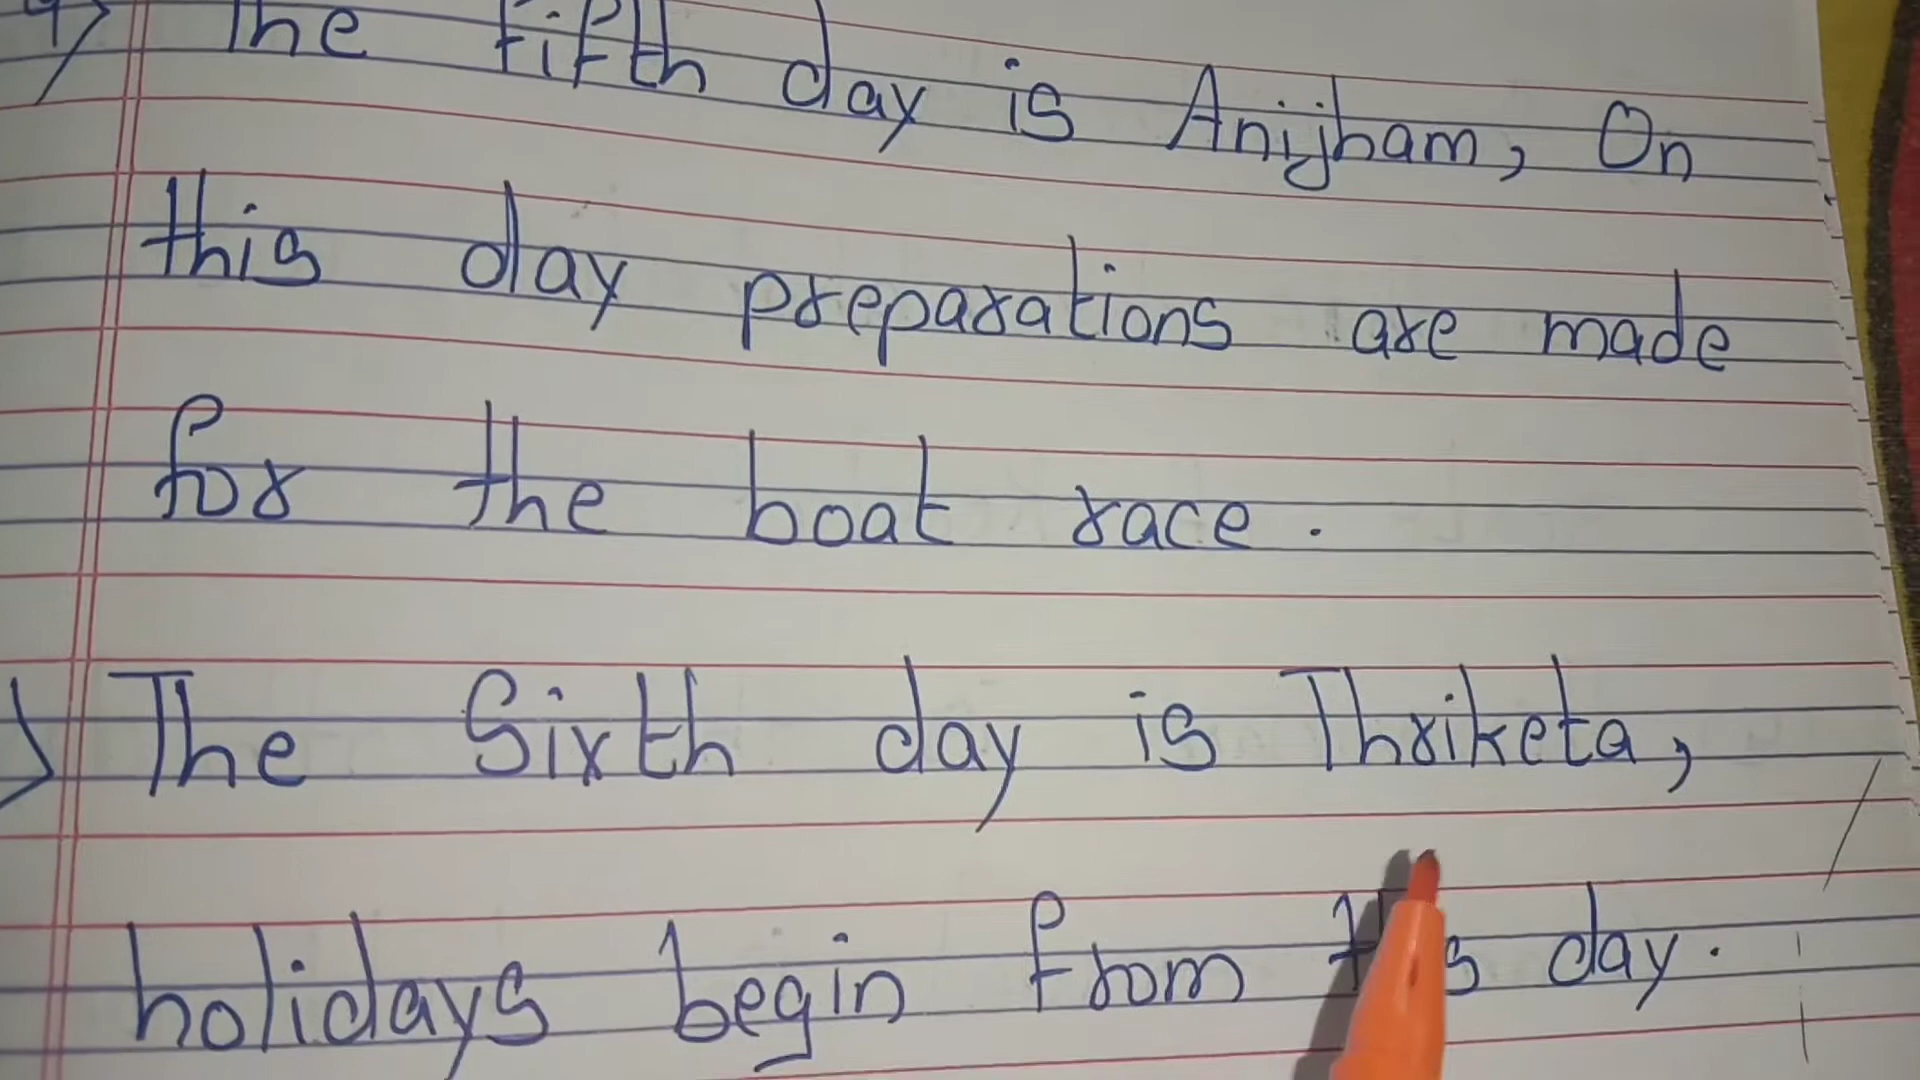 The fifth day is Anijham, On
this day preparations are made
for the boat race.
The Sixth day is Thriketa,
holidays begin from day.